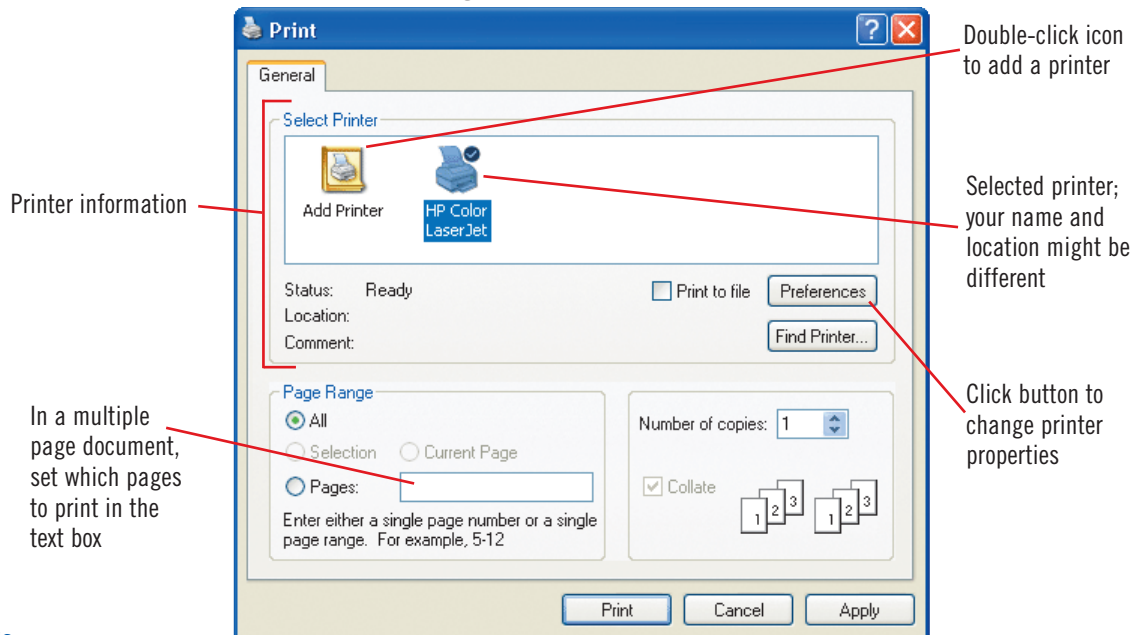 Print
General
Select Printer
Add Printer
HP Color
LaserJet
Status: Ready
Location:
Comment:
Print to file
Preferences
Find Printer...
Page Range
All
Selection
Current Page
Pages:
Enter either a single page number or a single
page range. For example, 5-12
Number of copies: 1
Collate
1 2 3 1 2 3
Print
Cancel
Apply
Printer information
In a multiple
page document,
set which pages
to print in the
text box
Double-click icon
to add a printer
Selected printer;
your name and
location might be
different
Click button to
change printer
properties